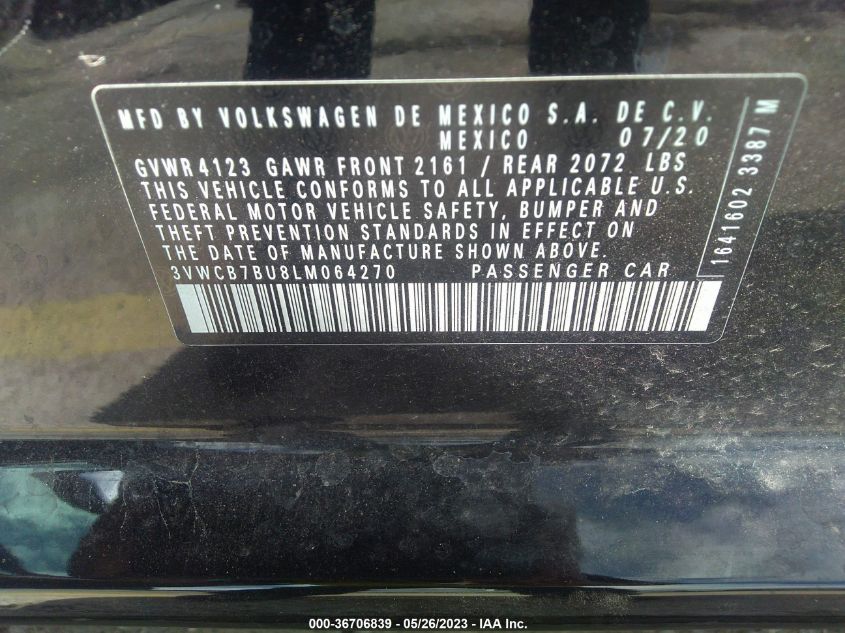 MFD BY VOLKSWAGEN DE MEXICO S.A. DE C.V.
MEXICO 07/20
GVWR 4123 GAWR FRONT 2161 / REAR 2072 LBS
THIS VEHICLE CONFORMS TO ALL APPLICABLE U.S.
FEDERAL MOTOR VEHICLE SAFETY, BUMPER AND
THEFT PREVENTION STANDARDS IN EFFECT ON
THE DATE OF MANUFACTURE SHOWN ABOVE.
3VWCB7BU8LM064270 PASSENGER CAR
1641602 3387 M
000-36706839 - 05/26/2023 - IAA Inc.